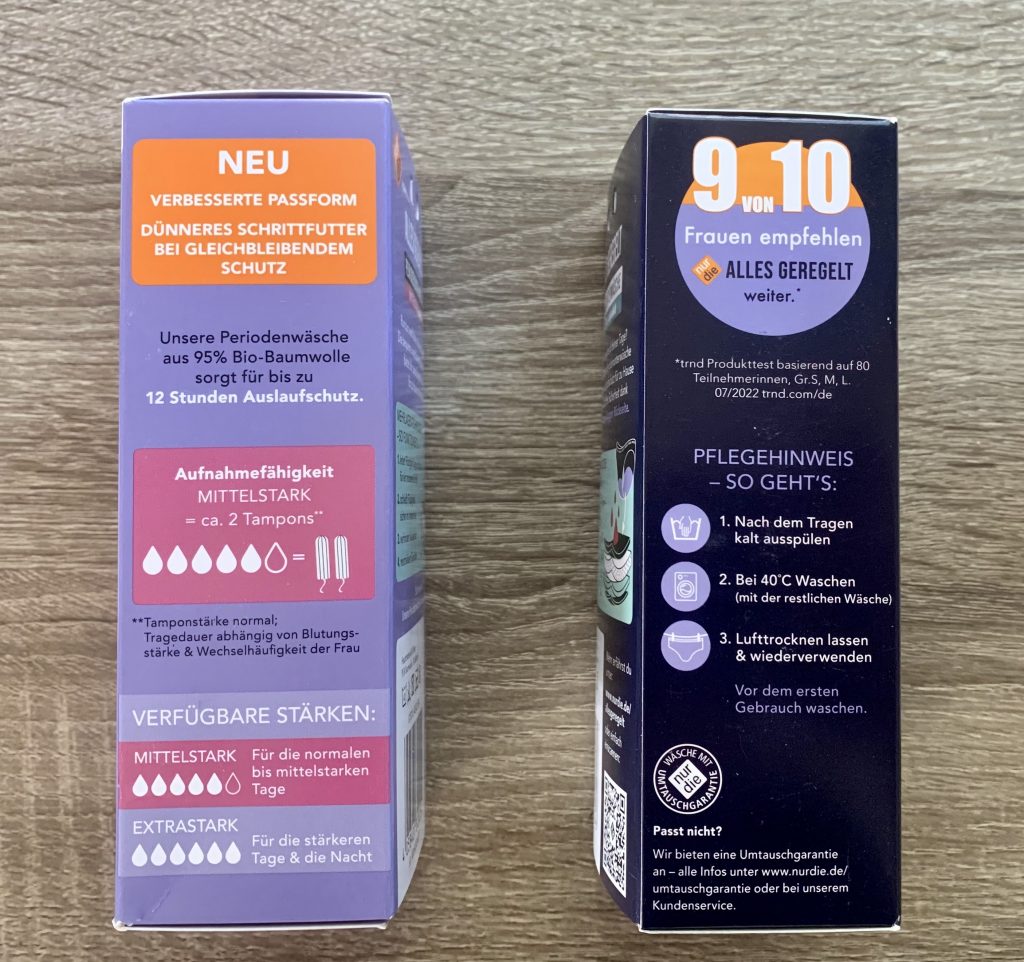 NEU
VERBESSERTE PASSFORM
DÜNNERES SCHRITTFUTTER
BEI GLEICHBLEIBENDEM
SCHUTZ
Unsere Periodenwäsche
aus 95% Bio-Baumwolle
sorgt für bis zu
12 Stunden Auslaufschutz.
Aufnahmefähigkeit
MITTELSTARK
= ca. 2 Tampons**
=
**Tamponstärke normal;
Tragedauer abhängig von Blutungs-
stärke & Wechselhäufigkeit der Frau
VERFÜGBARE STÄRKEN:
MITTELSTARK
Für die normalen
bis mittelstarken
Tage
EXTRASTARK
Für die stärkeren
Tage & die Nacht
9 VON 10
Frauen empfehlen
nur die ALLES GEREGELT
weiter.*
*trnd Produkttest basierend auf 80
Teilnehmerinnen, Gr.S, M, L.
07/2022 trnd.com/de
PFLEGEHINWEIS
– SO GEHT'S:
1. Nach dem Tragen
kalt ausspülen
2. Bei 40°C Waschen
(mit der restlichen Wäsche)
3. Lufttrocknen lassen
& wiederverwenden
Vor dem ersten
Gebrauch waschen.
WÄSCHE MIT
nur die
UMTAUSCHGARANTIE
Passt nicht?
Wir bieten eine Umtauschgarantie
an – alle Infos unter www.nurdie.de/
umtauschgarantie oder bei unserem
Kundenservice.
www.nurdie.de/